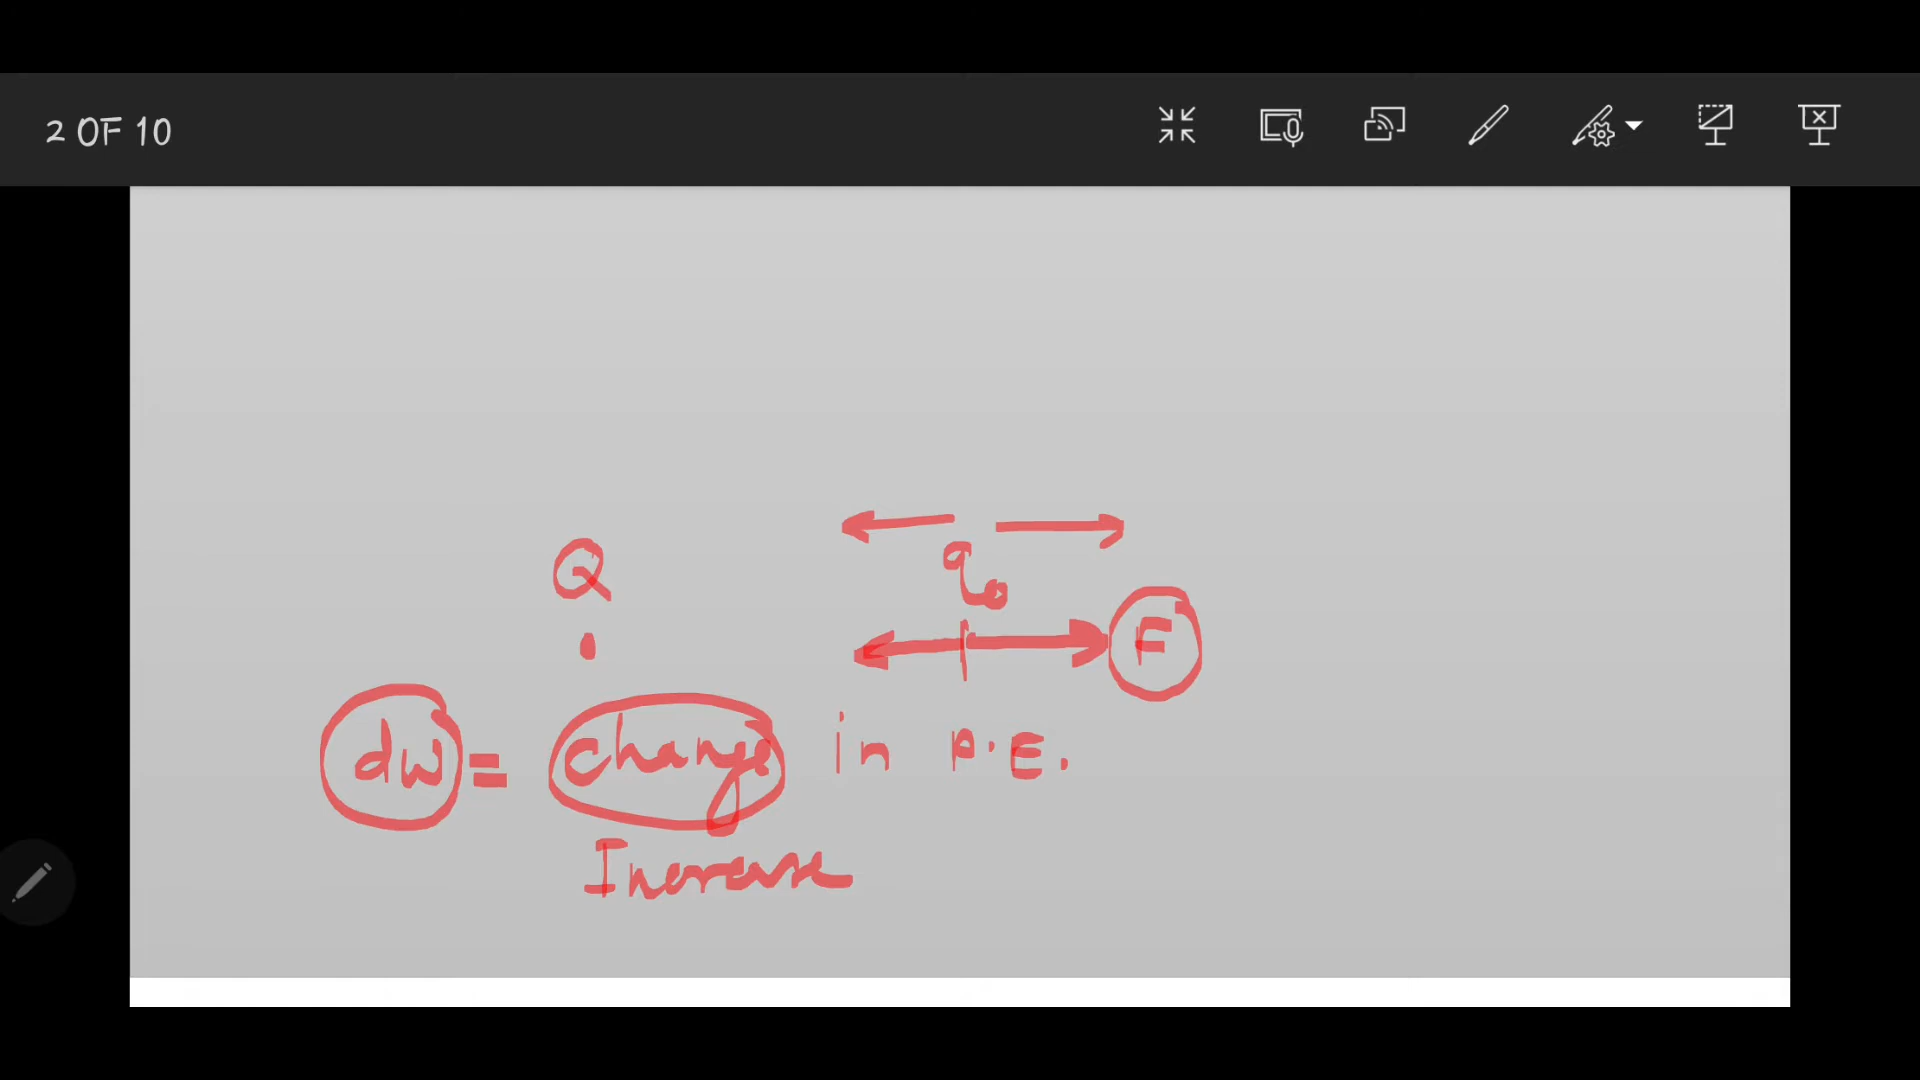 2 OF 10
Q
q₀
F
dw = change in P.E.
Increase